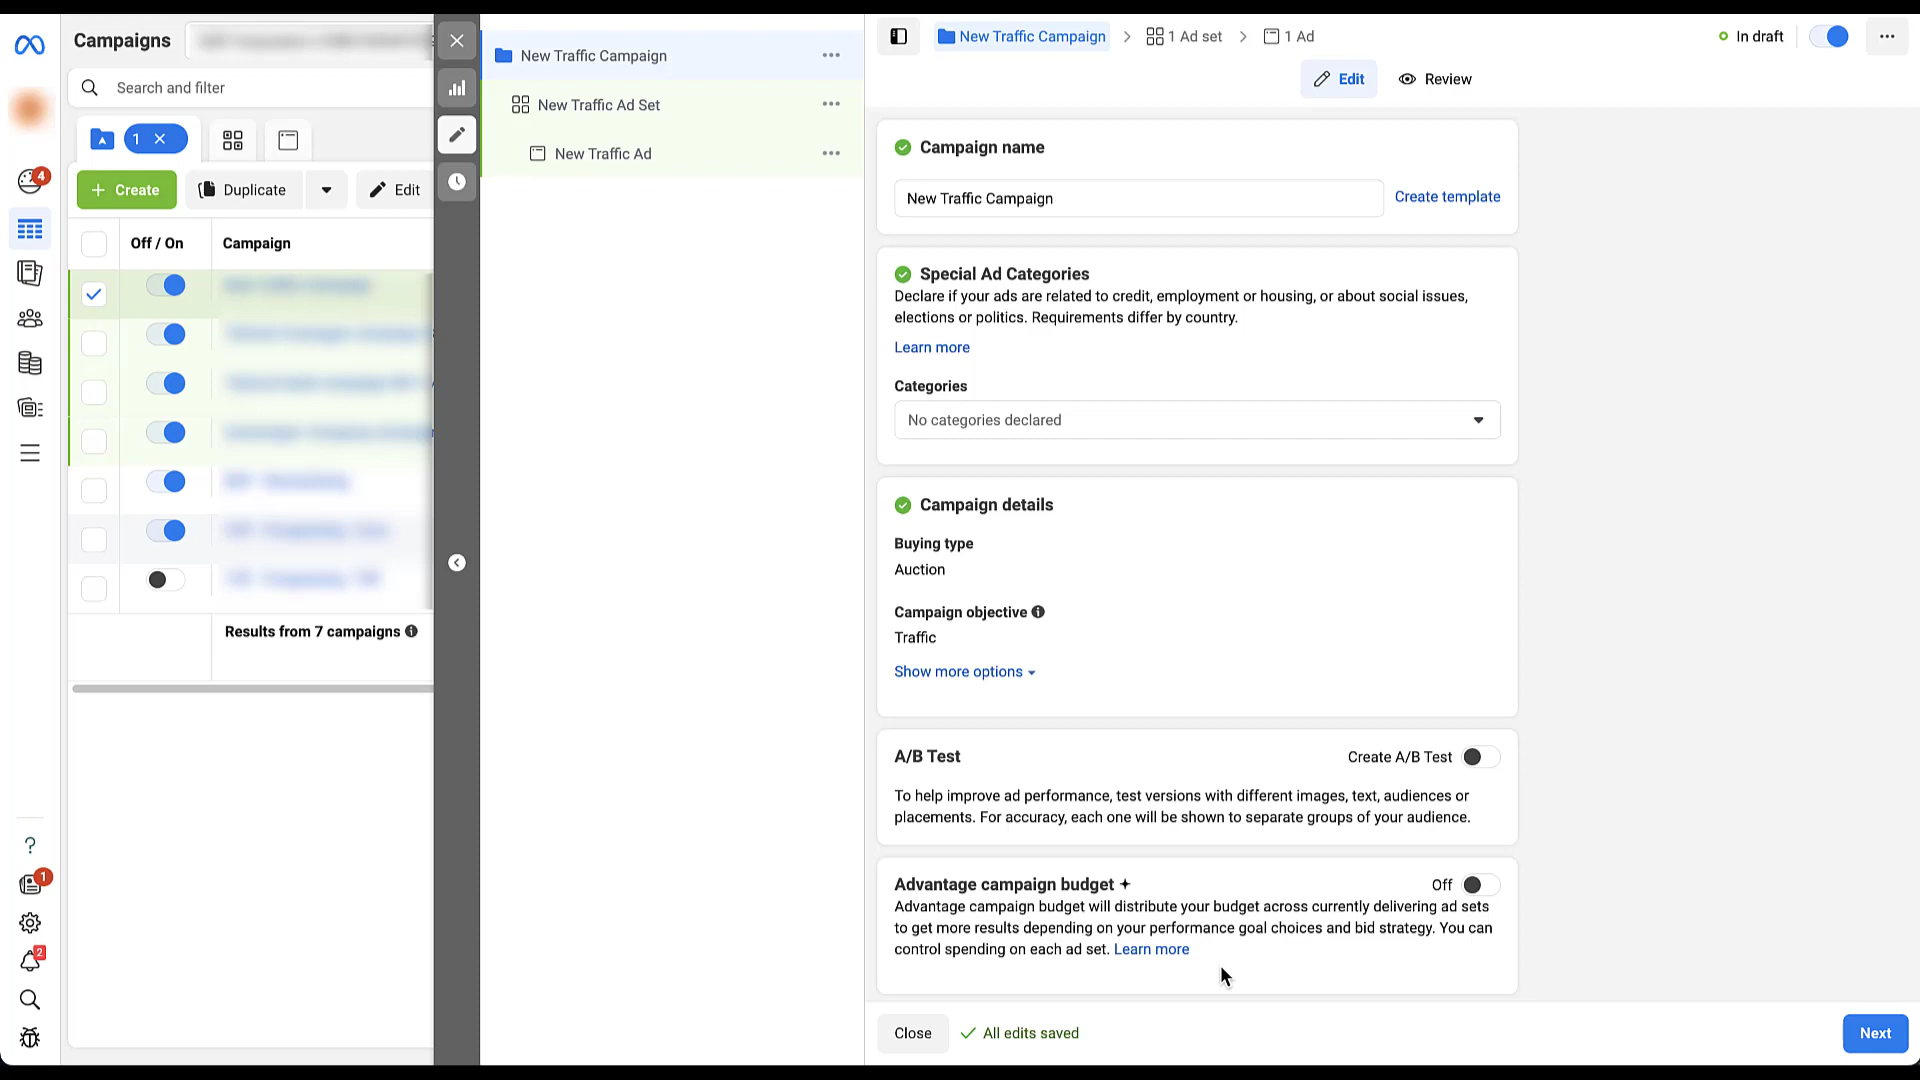 Campaigns
Search and filter
1
Create
Duplicate
Edit
Off / On
Campaign
Results from 7 campaigns
4
?
1
2
New Traffic Campaign
New Traffic Ad Set
New Traffic Ad
New Traffic Campaign
1 Ad set
1 Ad
In draft
Edit
Review
Campaign name
New Traffic Campaign
Create template
Special Ad Categories
Declare if your ads are related to credit, employment or housing, or about social issues,
elections or politics. Requirements differ by country.
Learn more
Categories
No categories declared
Campaign details
Buying type
Auction
Campaign objective
Traffic
Show more options
A/B Test
Create A/B Test
To help improve ad performance, test versions with different images, text, audiences or
placements. For accuracy, each one will be shown to separate groups of your audience.
Advantage campaign budget
Off
Advantage campaign budget will distribute your budget across currently delivering ad sets
to get more results depending on your performance goal choices and bid strategy. You can
control spending on each ad set. Learn more
Close
All edits saved
Next